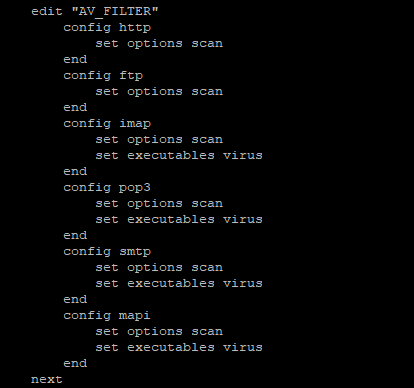 edit "AV_FILTER"
config http
set options scan
end
config ftp
set options scan
end
config imap
set options scan
set executables virus
end
config pop3
set options scan
set executables virus
end
config smtp
set options scan
set executables virus
end
config mapi
set options scan
set executables virus
end
next